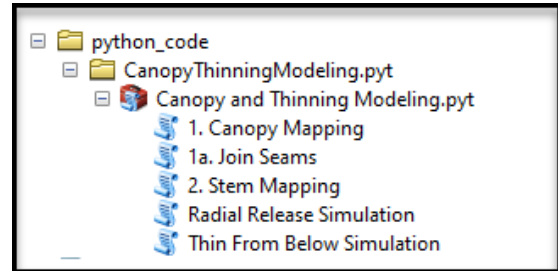 python_code
CanopyThinningModeling.pyt
Canopy and Thinning Modeling.pyt
1. Canopy Mapping
1a. Join Seams
2. Stem Mapping
Radial Release Simulation
Thin From Below Simulation